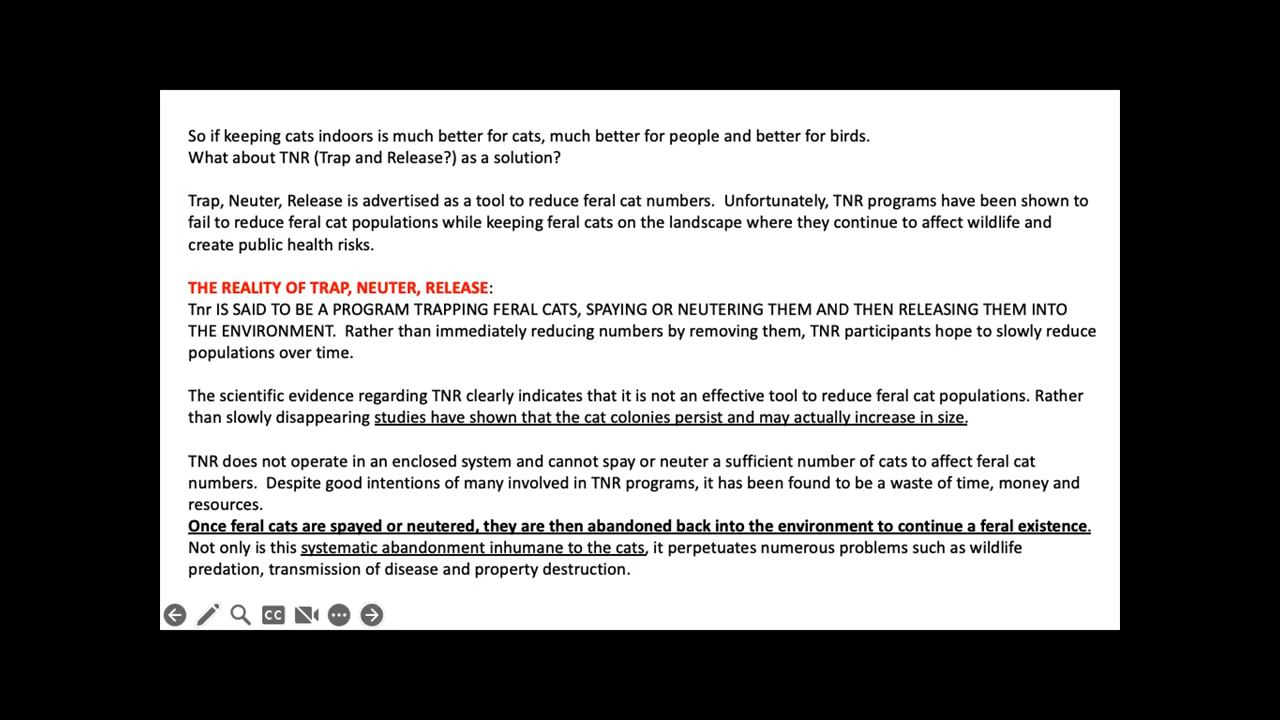 So if keeping cats indoors is much better for cats, much better for people and better for birds.
What about TNR (Trap and Release?) as a solution?
Trap, Neuter, Release is advertised as a tool to reduce feral cat numbers.  Unfortunately, TNR programs have been shown to
fail to reduce feral cat populations while keeping feral cats on the landscape where they continue to affect wildlife and
create public health risks.
THE REALITY OF TRAP, NEUTER, RELEASE:
Tnr IS SAID TO BE A PROGRAM TRAPPING FERAL CATS, SPAYING OR NEUTERING THEM AND THEN RELEASING THEM INTO
THE ENVIRONMENT.  Rather than immediately reducing numbers by removing them, TNR participants hope to slowly reduce
populations over time.
The scientific evidence regarding TNR clearly indicates that it is not an effective tool to reduce feral cat populations. Rather
than slowly disappearing studies have shown that the cat colonies persist and may actually increase in size.
TNR does not operate in an enclosed system and cannot spay or neuter a sufficient number of cats to affect feral cat
numbers.  Despite good intentions of many involved in TNR programs, it has been found to be a waste of time, money and
resources.
Once feral cats are spayed or neutered, they are then abandoned back into the environment to continue a feral existence.
Not only is this systematic abandonment inhumane to the cats, it perpetuates numerous problems such as wildlife
predation, transmission of disease and property destruction.
CC